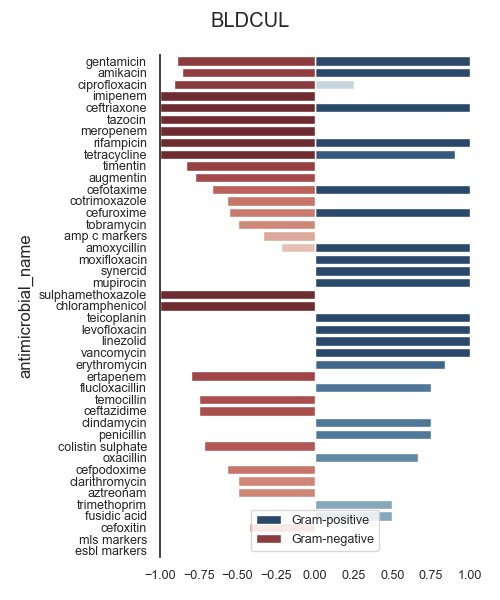 BLDCUL
antimicrobial_name
gentamicin
amikacin
ciprofloxacin
imipenem
ceftriaxone
tazocin
meropenem
rifampicin
tetracycline
timentin
augmentin
cefotaxime
cotrimoxazole
cefuroxime
tobramycin
amp c markers
amoxycillin
moxifloxacin
synercid
mupirocin
sulphamethoxazole
chloramphenicol
teicoplanin
levofloxacin
linezolid
vancomycin
erythromycin
ertapenem
flucloxacillin
temocillin
ceftazidime
clindamycin
penicillin
colistin sulphate
oxacillin
cefpodoxime
clarithromycin
aztreonam
trimethoprim
fusidic acid
cefoxitin
mls markers
esbl markers
Gram-positive
Gram-negative
−1.00 −0.75 −0.50 −0.25 0.00 0.25 0.50 0.75 1.00